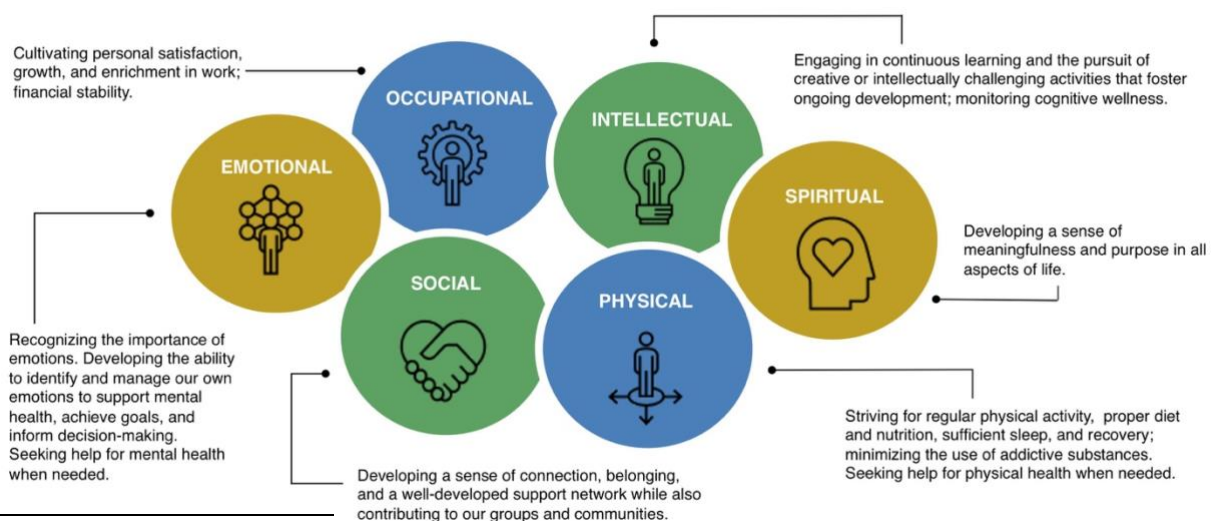 Cultivating personal satisfaction,
growth, and enrichment in work;
financial stability.
OCCUPATIONAL
Engaging in continuous learning and the pursuit of
creative or intellectually challenging activities that foster
ongoing development; monitoring cognitive wellness.
INTELLECTUAL
EMOTIONAL
SPIRITUAL
Developing a sense of
meaningfulness and purpose in all
aspects of life.
SOCIAL
PHYSICAL
Recognizing the importance of
emotions. Developing the ability
to identify and manage our own
emotions to support mental
health, achieve goals, and
inform decision-making.
Seeking help for mental health
when needed.
Striving for regular physical activity, proper diet
and nutrition, sufficient sleep, and recovery;
minimizing the use of addictive substances.
Seeking help for physical health when needed.
Developing a sense of connection, belonging,
and a well-developed support network while also
contributing to our groups and communities.